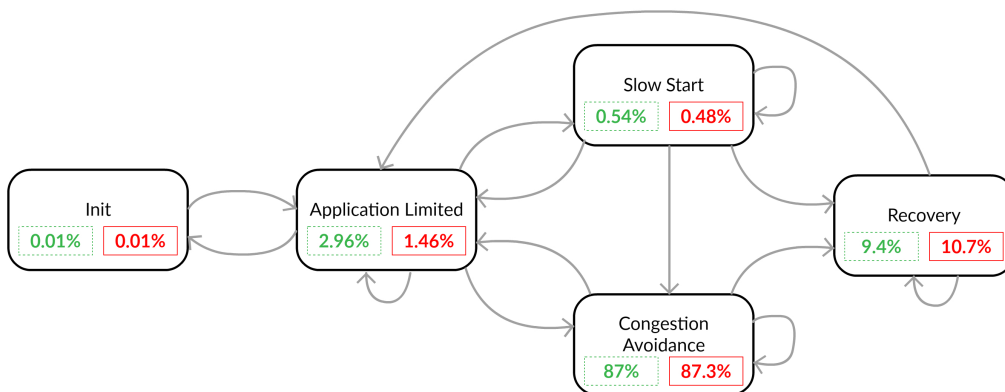 Slow Start
0.54% 0.48%
Init
0.01% 0.01%
Application Limited
2.96% 1.46%
Recovery
9.4% 10.7%
Congestion
Avoidance
87% 87.3%